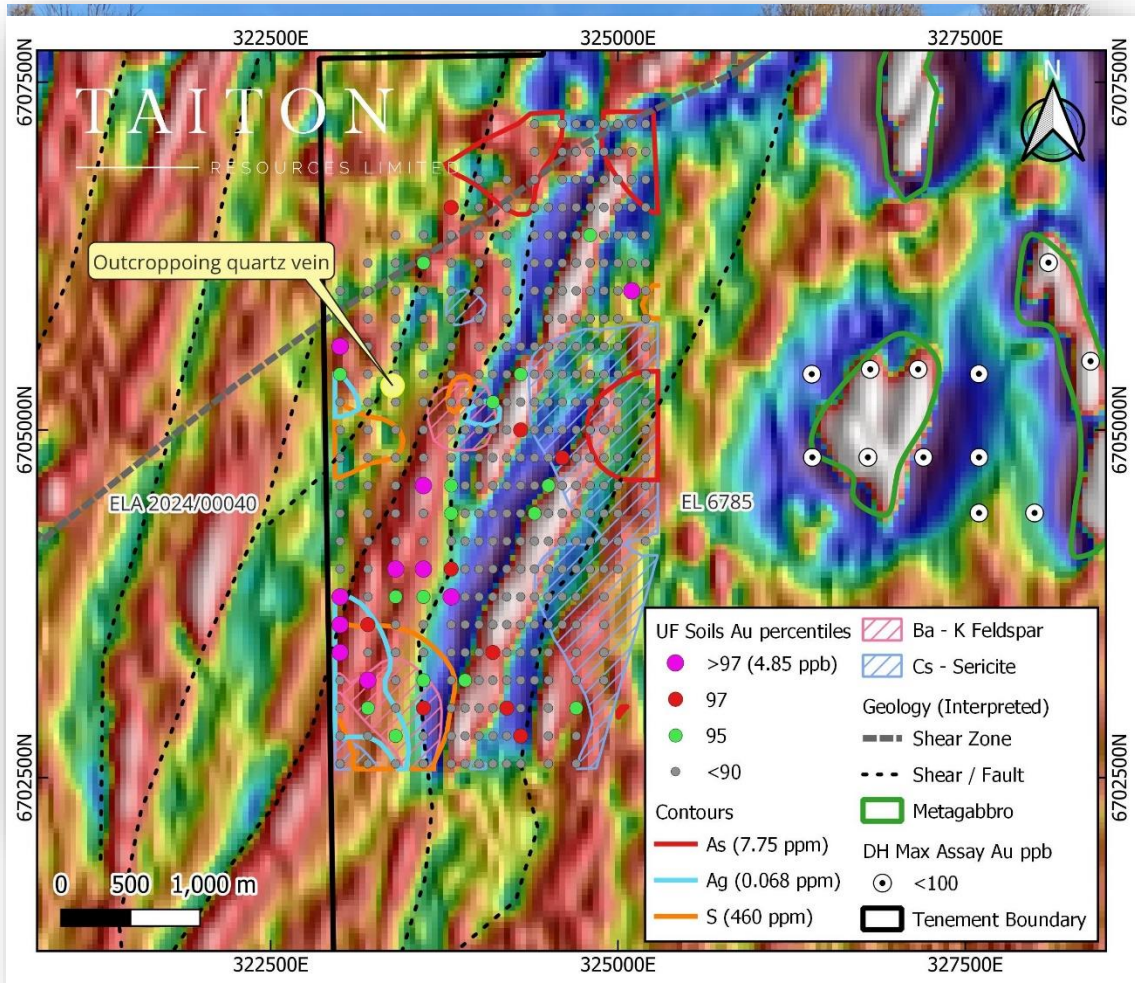 322500E
325000E
327500E
6707500N
6707500N
N
TAITON
RESOURCES LIMITED
Outcroppoing quartz vein
6705000N
6705000N
ELA 2024/00040
EL 6785
UF Soils Au percentiles
>97 (4.85 ppb)
97
95
<90
Contours
As (7.75 ppm)
Ag (0.068 ppm)
S (460 ppm)
Ba - K Feldspar
Cs - Sericite
Geology (Interpreted)
Shear Zone
Shear / Fault
Metagabbro
DH Max Assay Au ppb
<100
Tenement Boundary
6702500N
6702500N
0 500 1,000 m
322500E
325000E
327500E